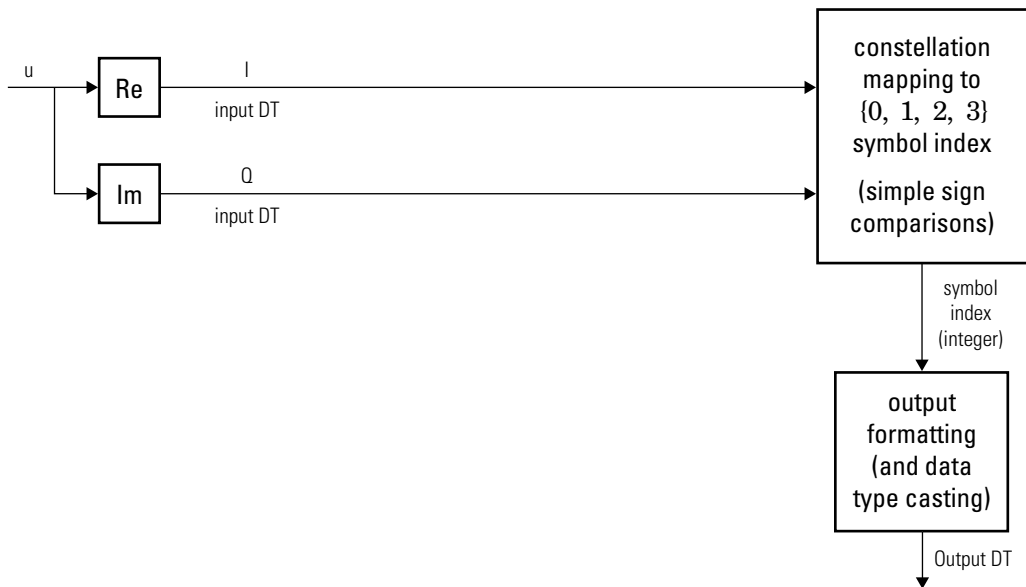 u
Re
I
input DT
Im
Q
input DT
constellation
mapping to
{0, 1, 2, 3}
symbol index
(simple sign
comparisons)
symbol
index
(integer)
output
formatting
(and data
type casting)
Output DT